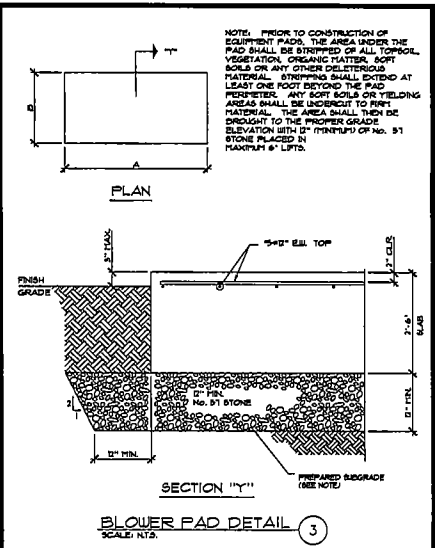 NOTE: PRIOR TO CONSTRUCTION OF
EQUIPMENT PADS, THE AREA UNDER THE
PAD SHALL BE STRIPPED OF ALL TOPSOIL,
VEGETATION, ORGANIC MATTER, SOFT
SOILS OR ANY OTHER DELETERIOUS
MATERIAL. STRIPPING SHALL EXTEND AT
LEAST ONE FOOT BEYOND THE PAD
PERIMETER. ANY SOFT SOILS OR YIELDING
AREAS SHALL BE UNDERCUT TO FIRM
MATERIAL. THE AREA SHALL THEN BE
BROUGHT TO THE PROPER GRADE
ELEVATION WITH 12" (MINIMUM) OF No. 57
STONE PLACED IN
MAXIMUM 6" LIFTS.
"Y"
B
A
PLAN
3" MAX.
FINISH
GRADE
E.W. TOP
2" CLR.
2'-6"
SLAB
12" MIN.
No. 57 STONE
12" MIN.
2
12" MIN.
PREPARED SUBGRADE
(SEE NOTE)
SECTION "Y"
BLOWER PAD DETAIL
3
SCALE: N.T.S.